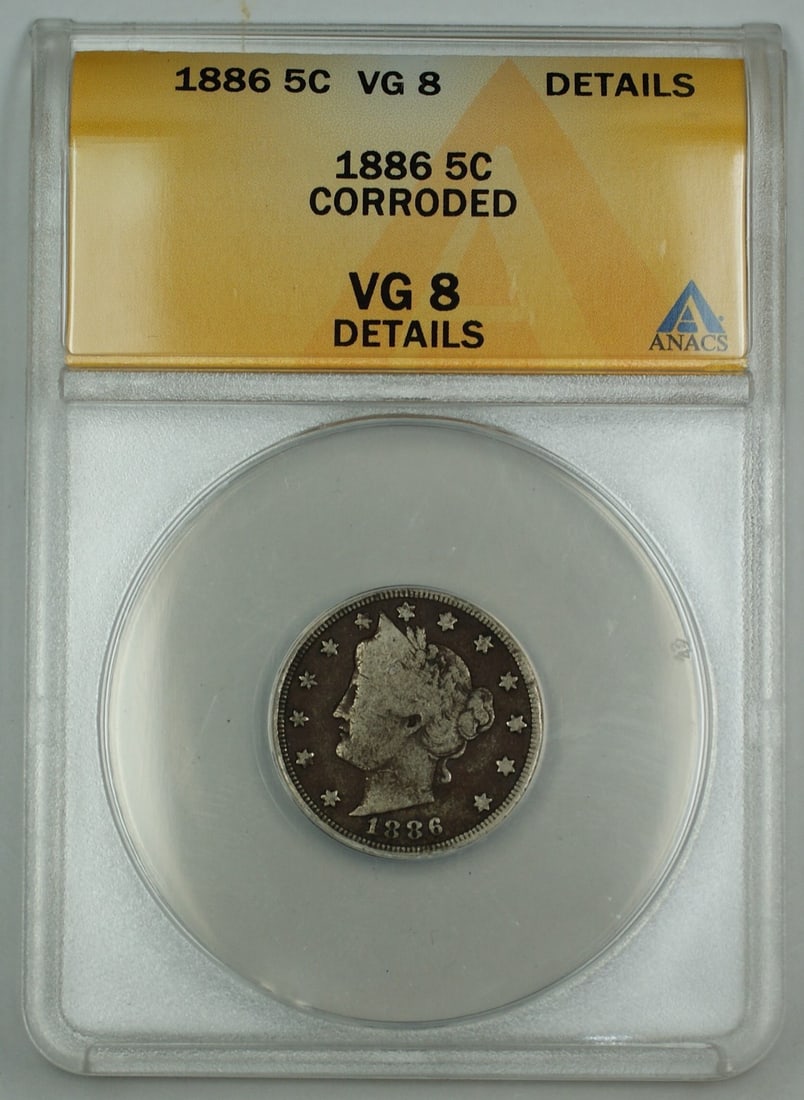 1886 5C VG 8 DETAILS
1886 5C
CORRODED
VG 8
DETAILS
ANACS
1886